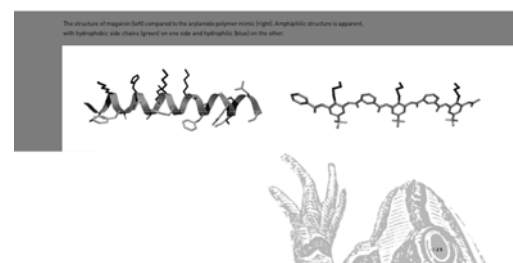 The structure of magainin (left) compared to the arylamide polymer mimic (right). Amphiphilic structure is apparent,
with hydrophobic side chains (green) on one side and hydrophilic (blue) on the other.